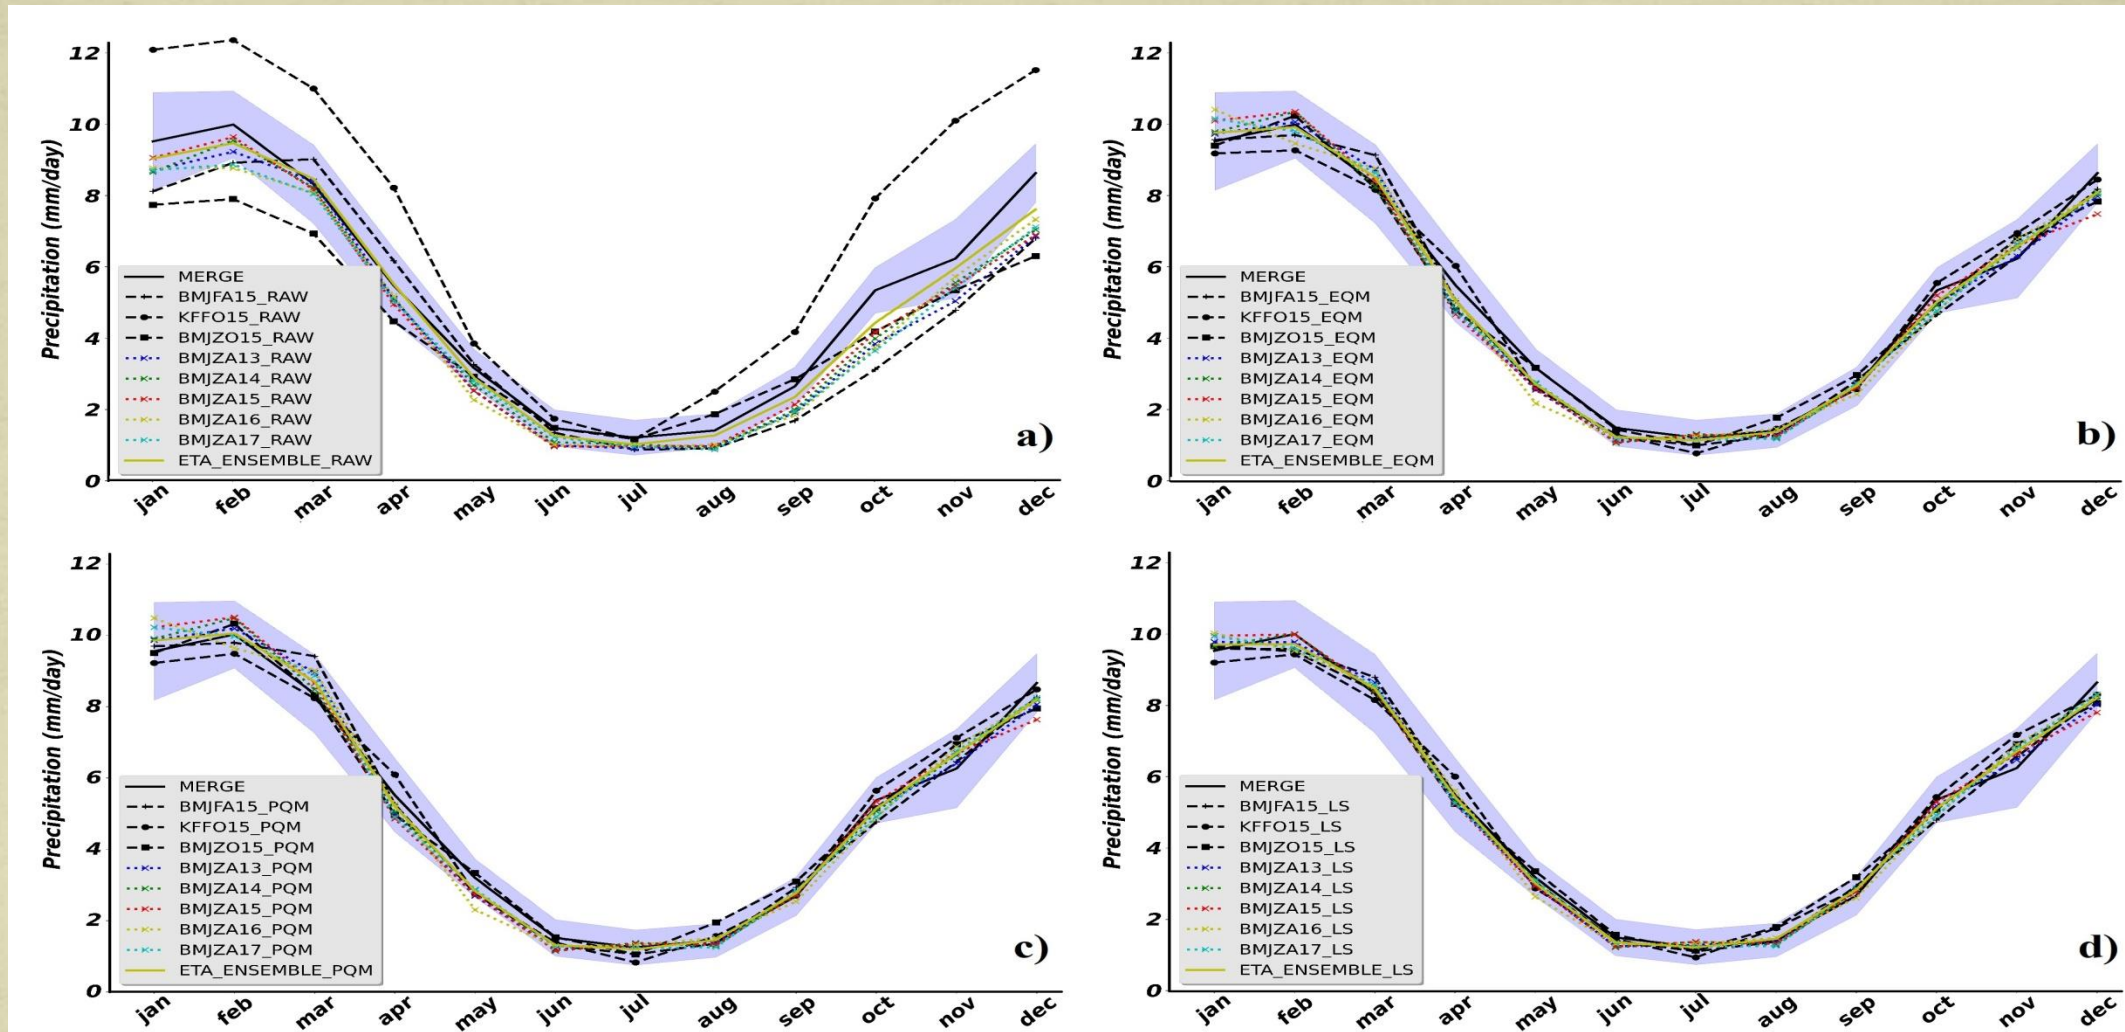 12
10
8
6
4
2
0
Precipitation (mm/day)
MERGE
BMJFA15_RAW
KFFO15_RAW
BMJZO15_RAW
BMJZA13_RAW
BMJZA14_RAW
BMJZA15_RAW
BMJZA16_RAW
BMJZA17_RAW
ETA_ENSEMBLE_RAW
a)
jan feb mar apr may jun jul aug sep oct nov dec
12
10
8
6
4
2
0
Precipitation (mm/day)
MERGE
BMJFA15_EQM
KFFO15_EQM
BMJZO15_EQM
BMJZA13_EQM
BMJZA14_EQM
BMJZA15_EQM
BMJZA16_EQM
BMJZA17_EQM
ETA_ENSEMBLE_EQM
b)
jan feb mar apr may jun jul aug sep oct nov dec
12
10
8
6
4
2
0
Precipitation (mm/day)
MERGE
BMJFA15_PQM
KFFO15_PQM
BMJZO15_PQM
BMJZA13_PQM
BMJZA14_PQM
BMJZA15_PQM
BMJZA16_PQM
BMJZA17_PQM
ETA_ENSEMBLE_PQM
c)
jan feb mar apr may jun jul aug sep oct nov dec
12
10
8
6
4
2
0
Precipitation (mm/day)
MERGE
BMJFA15_LS
KFFO15_LS
BMJZO15_LS
BMJZA13_LS
BMJZA14_LS
BMJZA15_LS
BMJZA16_LS
BMJZA17_LS
ETA_ENSEMBLE_LS
d)
jan feb mar apr may jun jul aug sep oct nov dec